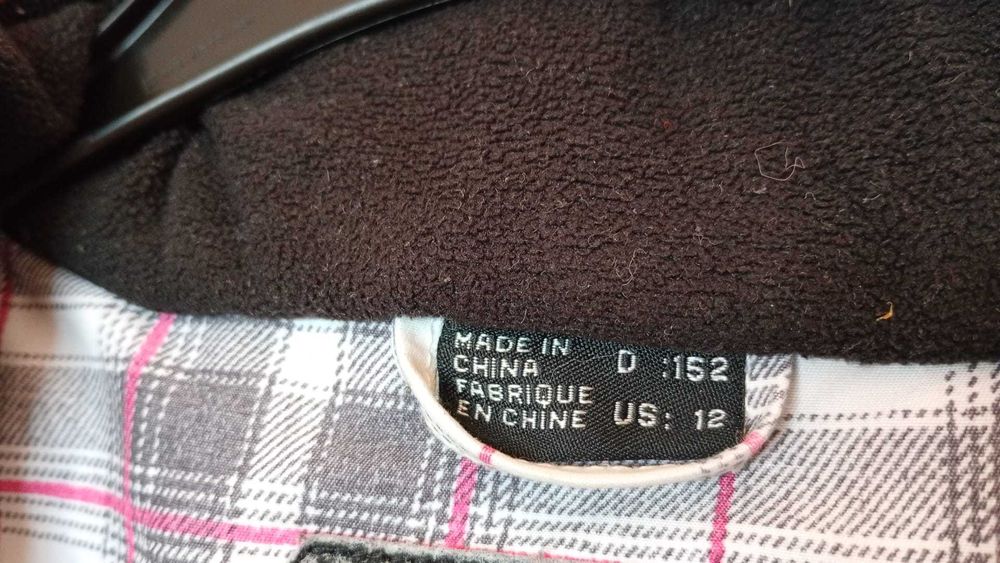 MADE IN
CHINA
FABRIQUE
EN CHINE
D :152
US: 12